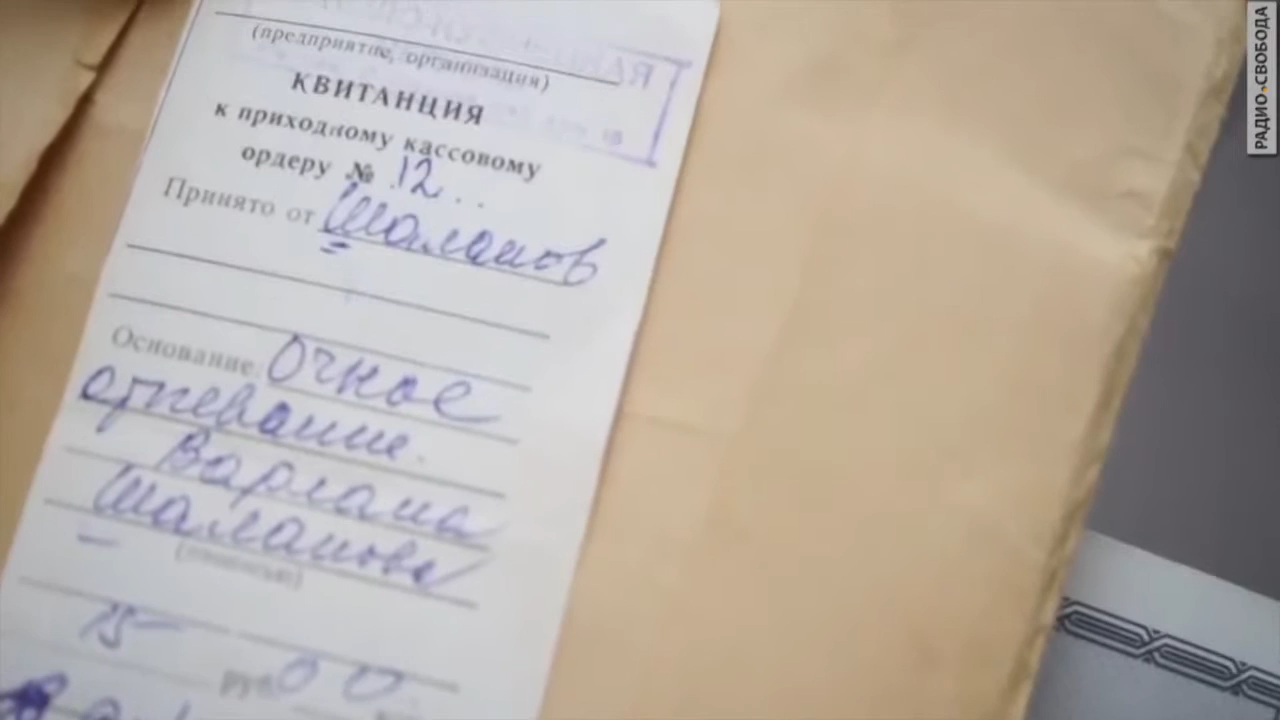 (предприятие, организация)
КВИТАНЦИЯ
к приходному кассовому
ордеру № 12
Принято от Шаламов
Основание: Очное
отпевание.
Варлама
Шаламова
(прописью)
15 руб. 00
РАДИО СВОБОДА